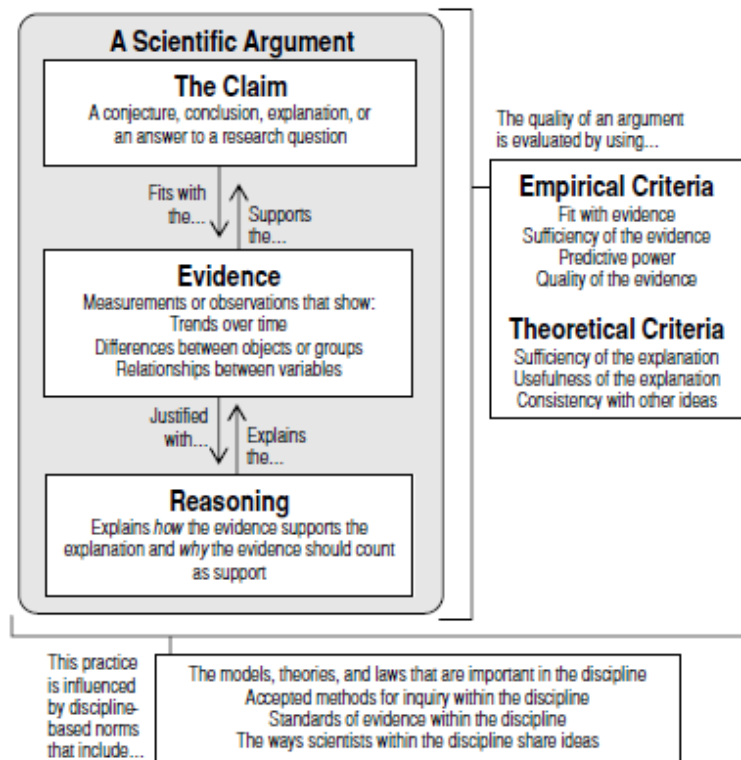 A Scientific Argument
The Claim
A conjecture, conclusion, explanation, or
an answer to a research question
Fits with
the...
Supports
the...
Evidence
Measurements or observations that show:
Trends over time
Differences between objects or groups
Relationships between variables
Justified
with...
Explains
the...
Reasoning
Explains how the evidence supports the
explanation and why the evidence should count
as support
The quality of an argument
is evaluated by using...
Empirical Criteria
Fit with evidence
Sufficiency of the evidence
Predictive power
Quality of the evidence
Theoretical Criteria
Sufficiency of the explanation
Usefulness of the explanation
Consistency with other ideas
This practice
is influenced
by discipline-
based norms
that include...
The models, theories, and laws that are important in the discipline
Accepted methods for inquiry within the discipline
Standards of evidence within the discipline
The ways scientists within the discipline share ideas